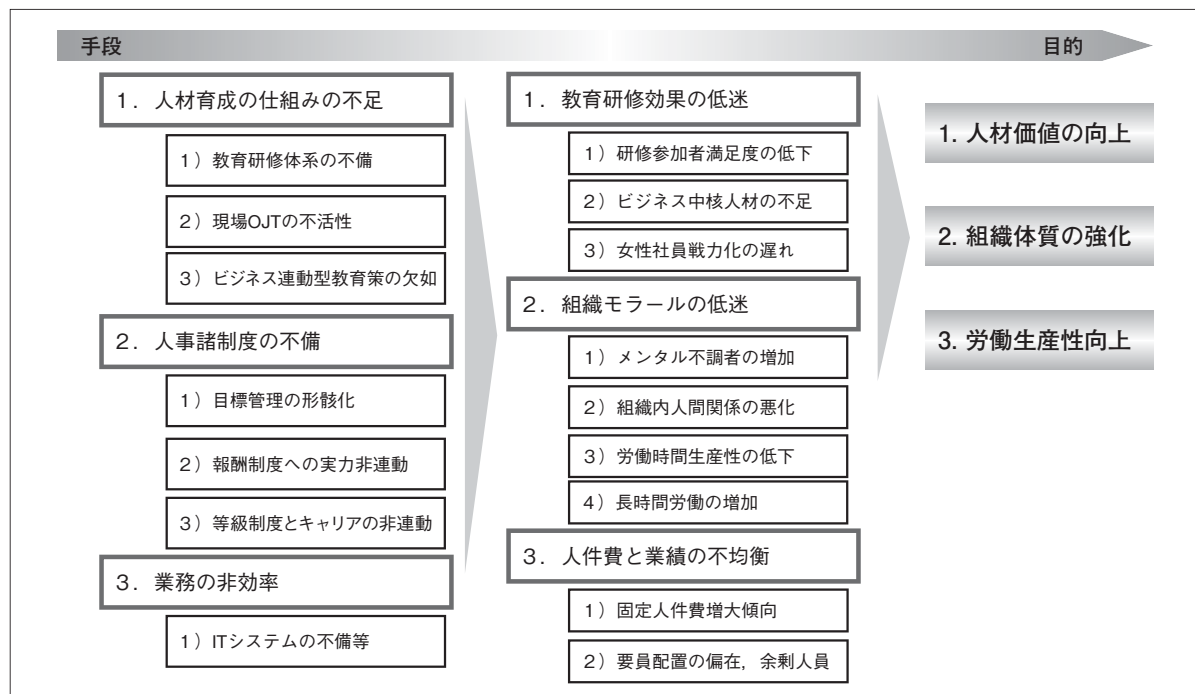 手段
目的
1．人材育成の仕組みの不足
1）教育研修体系の不備
2）現場OJTの不活性
3）ビジネス連動型教育策の欠如
2．人事諸制度の不備
1）目標管理の形骸化
2）報酬制度への実力非連動
3）等級制度とキャリアの非連動
3．業務の非効率
1）ITシステムの不備等
1．教育研修効果の低迷
1）研修参加者満足度の低下
2）ビジネス中核人材の不足
3）女性社員戦力化の遅れ
2．組織モラールの低迷
1）メンタル不調者の増加
2）組織内人間関係の悪化
3）労働時間生産性の低下
4）長時間労働の増加
3．人件費と業績の不均衡
1）固定人件費増大傾向
2）要員配置の偏在，余剰人員
1. 人材価値の向上
2. 組織体質の強化
3. 労働生産性向上